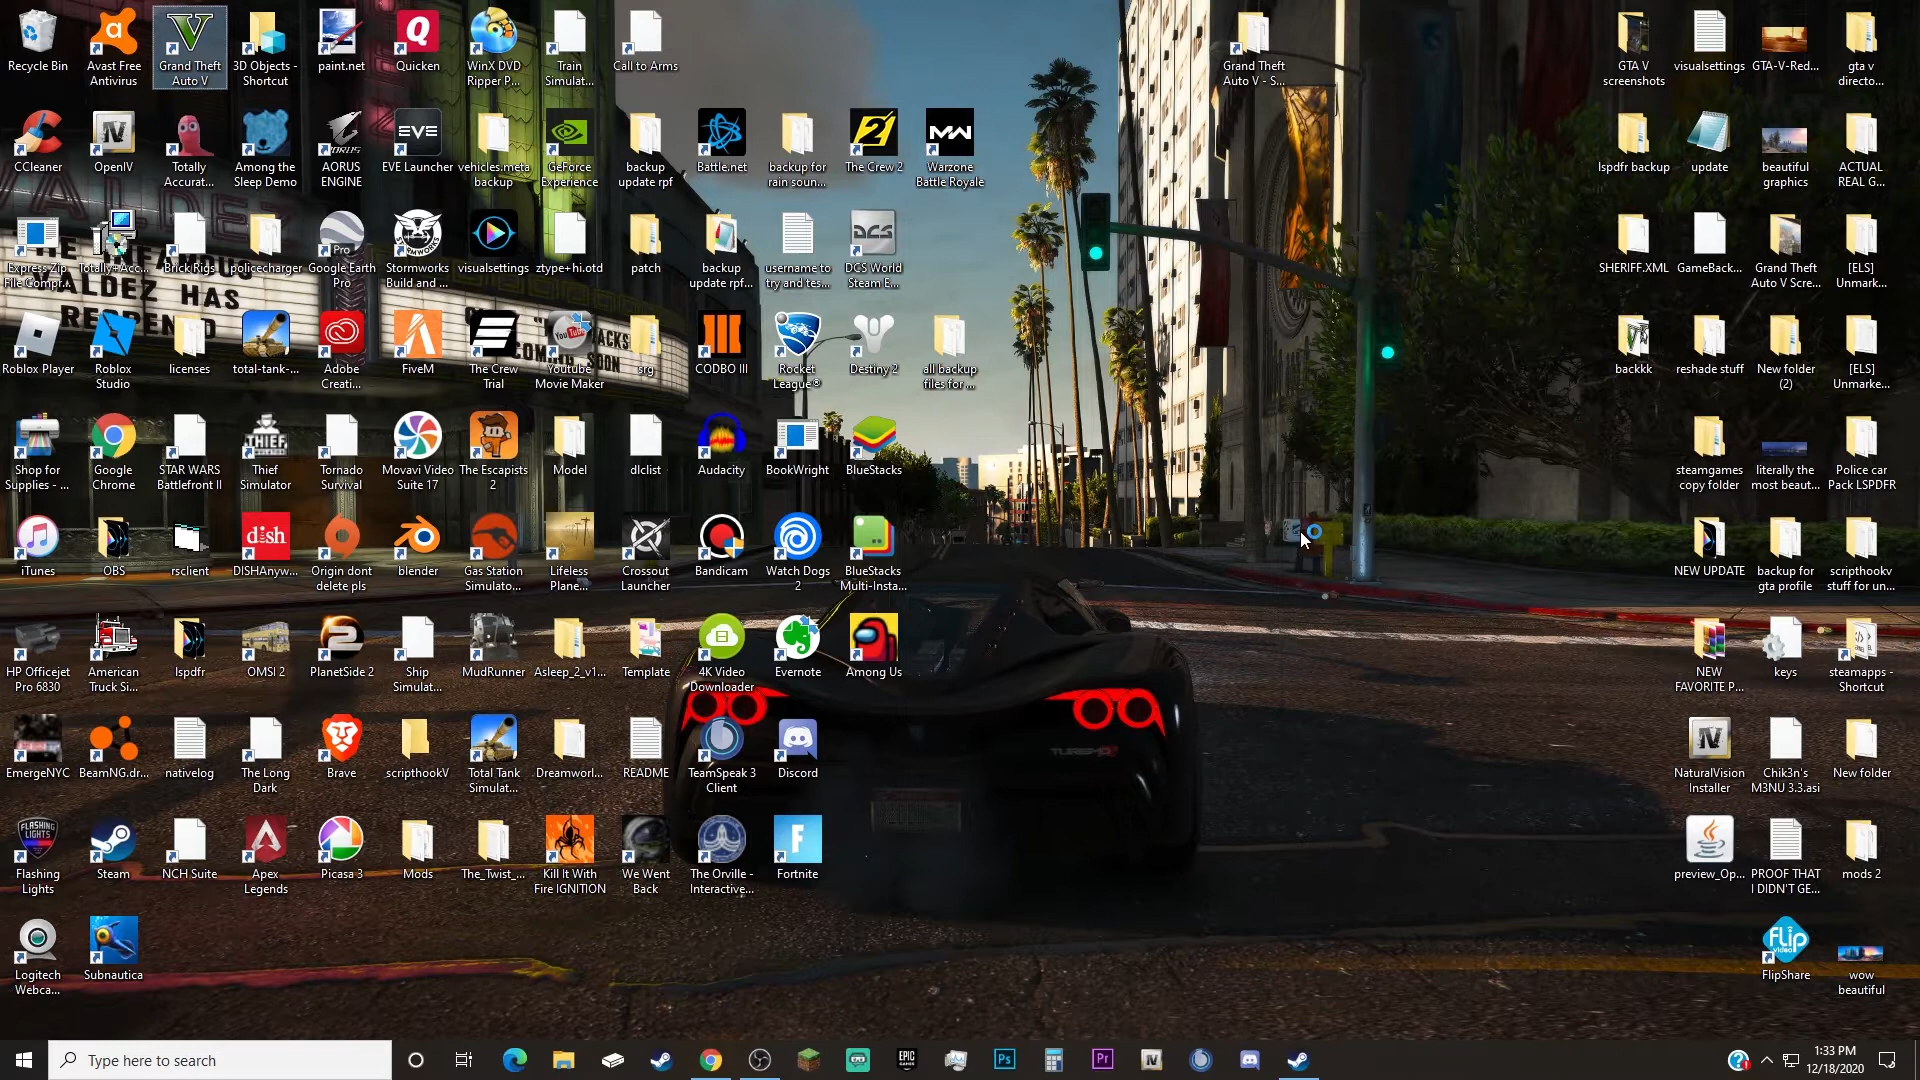 Recycle Bin
Avast Free
Antivirus
Grand Theft
Auto V
3D Objects -
Shortcut
paint.net
Quicken
WinX DVD
Ripper P...
Train
Simulat...
Call to Arms
Grand Theft
Auto V - S...
GTA V
screenshots
visualsettings
GTA-V-Red...
gta v
directo...
CCleaner
OpenIV
Totally
Accurat...
Among the
Sleep Demo
AORUS
ENGINE
EVE Launcher
vehicles.meta
backup
GeForce
Experience
backup
update rpf
Battle.net
backup for
rain soun...
The Crew 2
Warzone
Battle Royale
lspdfr backup
update
beautiful
graphics
ACTUAL
REAL G...
Express Zip
File Compr...
Totally+Acc...
Brick Rigs
policecharger
Google Earth
Pro
Stormworks
Build and ...
visualsettings
ztype+hi.otd
patch
backup
update rpf...
username to
try and tes...
DCS World
Steam E...
SHERIFF.XML
GameBack...
Grand Theft
Auto V Scre...
[ELS]
Unmark...
ALDEZ HAS
COMING SOON
Roblox Player
Roblox
Studio
licenses
total-tank-...
Adobe
Creati...
FiveM
The Crew
Trial
Youtube
Movie Maker
srg
CODBO III
Rocket
League®
Destiny 2
all backup
files for ...
backkk
reshade stuff
New folder
(2)
[ELS]
Unmarke...
Shop for
Supplies - ...
Google
Chrome
STAR WARS
Battlefront II
Thief
Simulator
Tornado
Survival
Movavi Video
Suite 17
The Escapists
2
Model
dlclist
Audacity
BookWright
BlueStacks
steamgames
copy folder
literally the
most beaut...
Police car
Pack LSPDFR
iTunes
OBS
rsclient
DISHAnyw...
Origin dont
delete pls
blender
Gas Station
Simulato...
Lifeless
Plane...
Crossout
Launcher
Bandicam
Watch Dogs
2
BlueStacks
Multi-Insta...
NEW UPDATE
backup for
gta profile
scripthookv
stuff for un...
HP Officejet
Pro 6830
American
Truck Si...
lspdfr
OMSI 2
PlanetSide 2
Ship
Simulat...
MudRunner
Asleep_2_v1...
Template
4K Video
Downloader
Evernote
Among Us
NEW
FAVORITE P...
keys
steamapps -
Shortcut
EmergeNYC
BeamNG.dr...
nativelog
The Long
Dark
Brave
scripthookV
Total Tank
Simulat...
Dreamworl...
README
TeamSpeak 3
Client
Discord
NaturalVision
Installer
Chik3n's
M3NU 3.3.asi
New folder
Flashing
Lights
Steam
NCH Suite
Apex
Legends
Picasa 3
Mods
The_Twist_...
Kill It With
Fire IGNITION
We Went
Back
The Orville -
Interactive...
Fortnite
preview_Op...
PROOF THAT
I DIDN'T GE...
mods 2
Logitech
Webca...
Subnautica
FlipShare
wow
beautiful
Type here to search
1:33 PM
12/18/2020